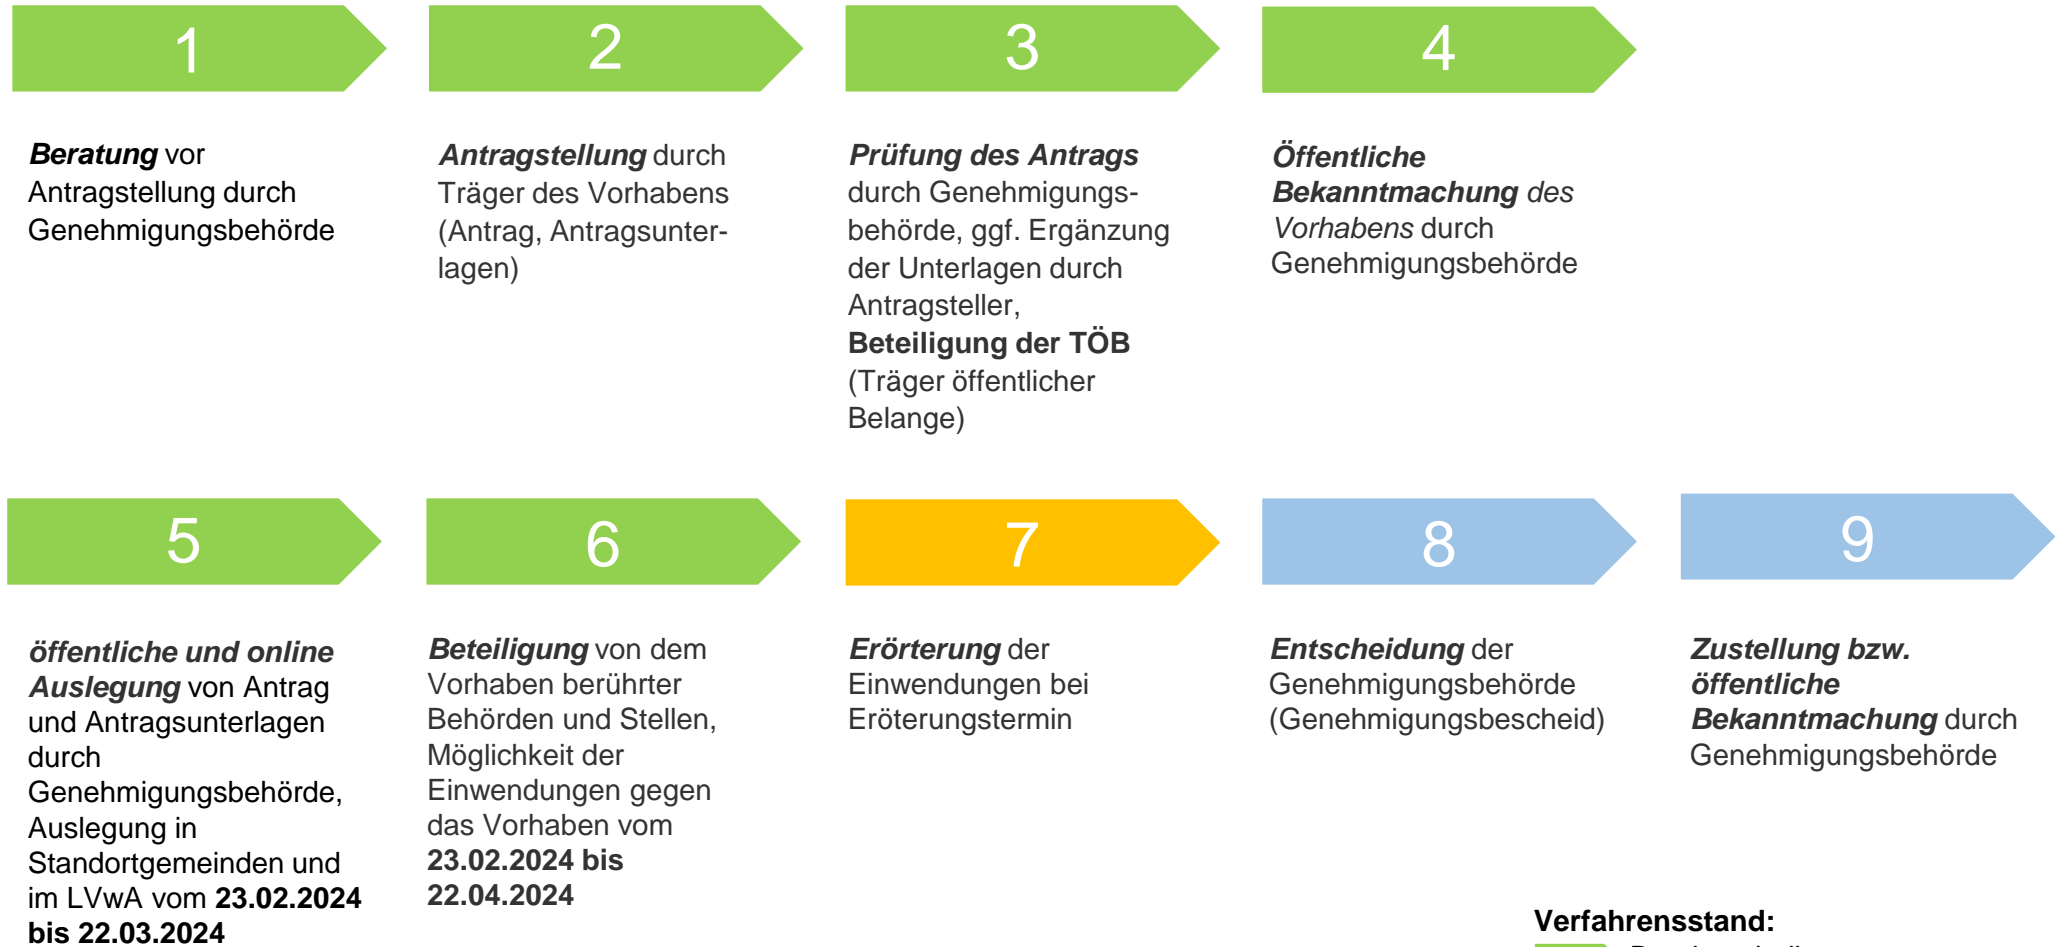 1
2
3
4
Beratung vor
Antragstellung durch
Genehmigungsbehörde
Antragstellung durch
Träger des Vorhabens
(Antrag, Antragsunter-
lagen)
Prüfung des Antrags
durch Genehmigungs-
behörde, ggf. Ergänzung
der Unterlagen durch
Antragsteller,
Beteiligung der TÖB
(Träger öffentlicher
Belange)
Öffentliche
Bekanntmachung des
Vorhabens durch
Genehmigungsbehörde
5
6
7
8
9
öffentliche und online
Auslegung von Antrag
und Antragsunterlagen
durch
Genehmigungsbehörde,
Auslegung in
Standortgemeinden und
im LVwA vom 23.02.2024
bis 22.03.2024
Beteiligung von dem
Vorhaben berührter
Behörden und Stellen,
Möglichkeit der
Einwendungen gegen
das Vorhaben vom
23.02.2024 bis
22.04.2024
Erörterung der
Einwendungen bei
Eröterungstermin
Entscheidung der
Genehmigungsbehörde
(Genehmigungsbescheid)
Zustellung bzw.
öffentliche
Bekanntmachung durch
Genehmigungsbehörde
Verfahrensstand: